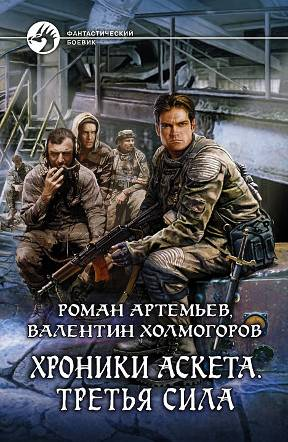 ФАНТАСТИЧЕСКИЙ
БОЕВИК
РОМАН АРТЕМЬЕВ,
ВАЛЕНТИН ХОЛМОГОРОВ
ХРОНИКИ АСКЕТА.
ТРЕТЬЯ СИЛА